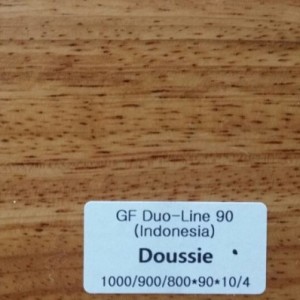 GF Duo-Line 90
(Indonesia)
Doussie
1000/900/800*90*10/4